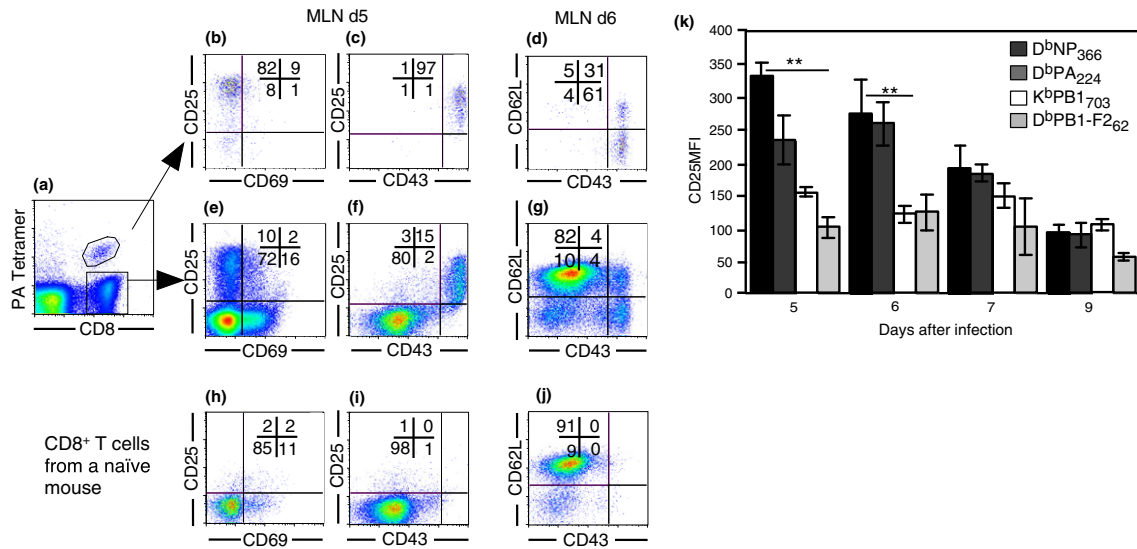 MLN d5
MLN d6
(a)
PA Tetramer
CD8
(b)
CD25
CD69
82 9
8 1
(c)
CD43
1 97
1 1
(d)
CD62L
CD43
5 31
4 61
(e)
CD25
CD69
10 2
72 16
(f)
CD43
3 15
80 2
(g)
CD62L
CD43
82 4
10 4
CD8+ T cells
from a naïve
mouse
(h)
CD25
CD69
2 2
85 11
(i)
CD43
1 0
98 1
(j)
CD62L
CD43
91 0
9 0
(k)
CD25MFI
400
350
300
250
200
150
100
50
0
**
**
DbNP366
DbPA224
KbPB1703
DbPB1-F262
5 6 7 9
Days after infection